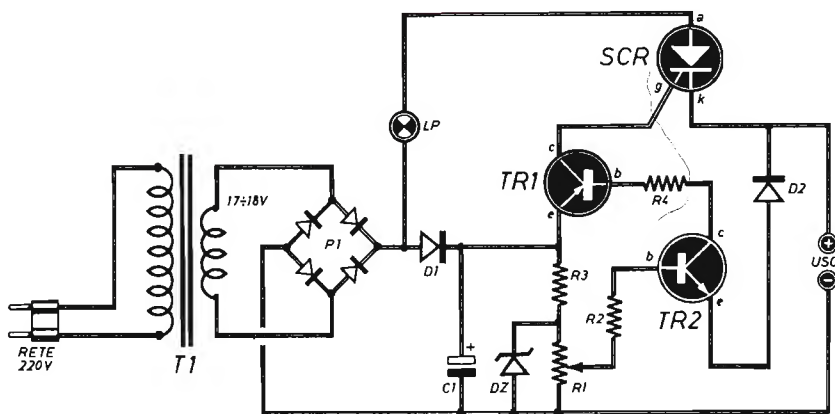 a
SCR
g
k
LP
c
TR1
b
e
R4
D2
17÷18V
P1
D1
R3
c
b
TR2
e
USC
+
−
R2
RETE
220V
T1
+
C1
DZ
R1